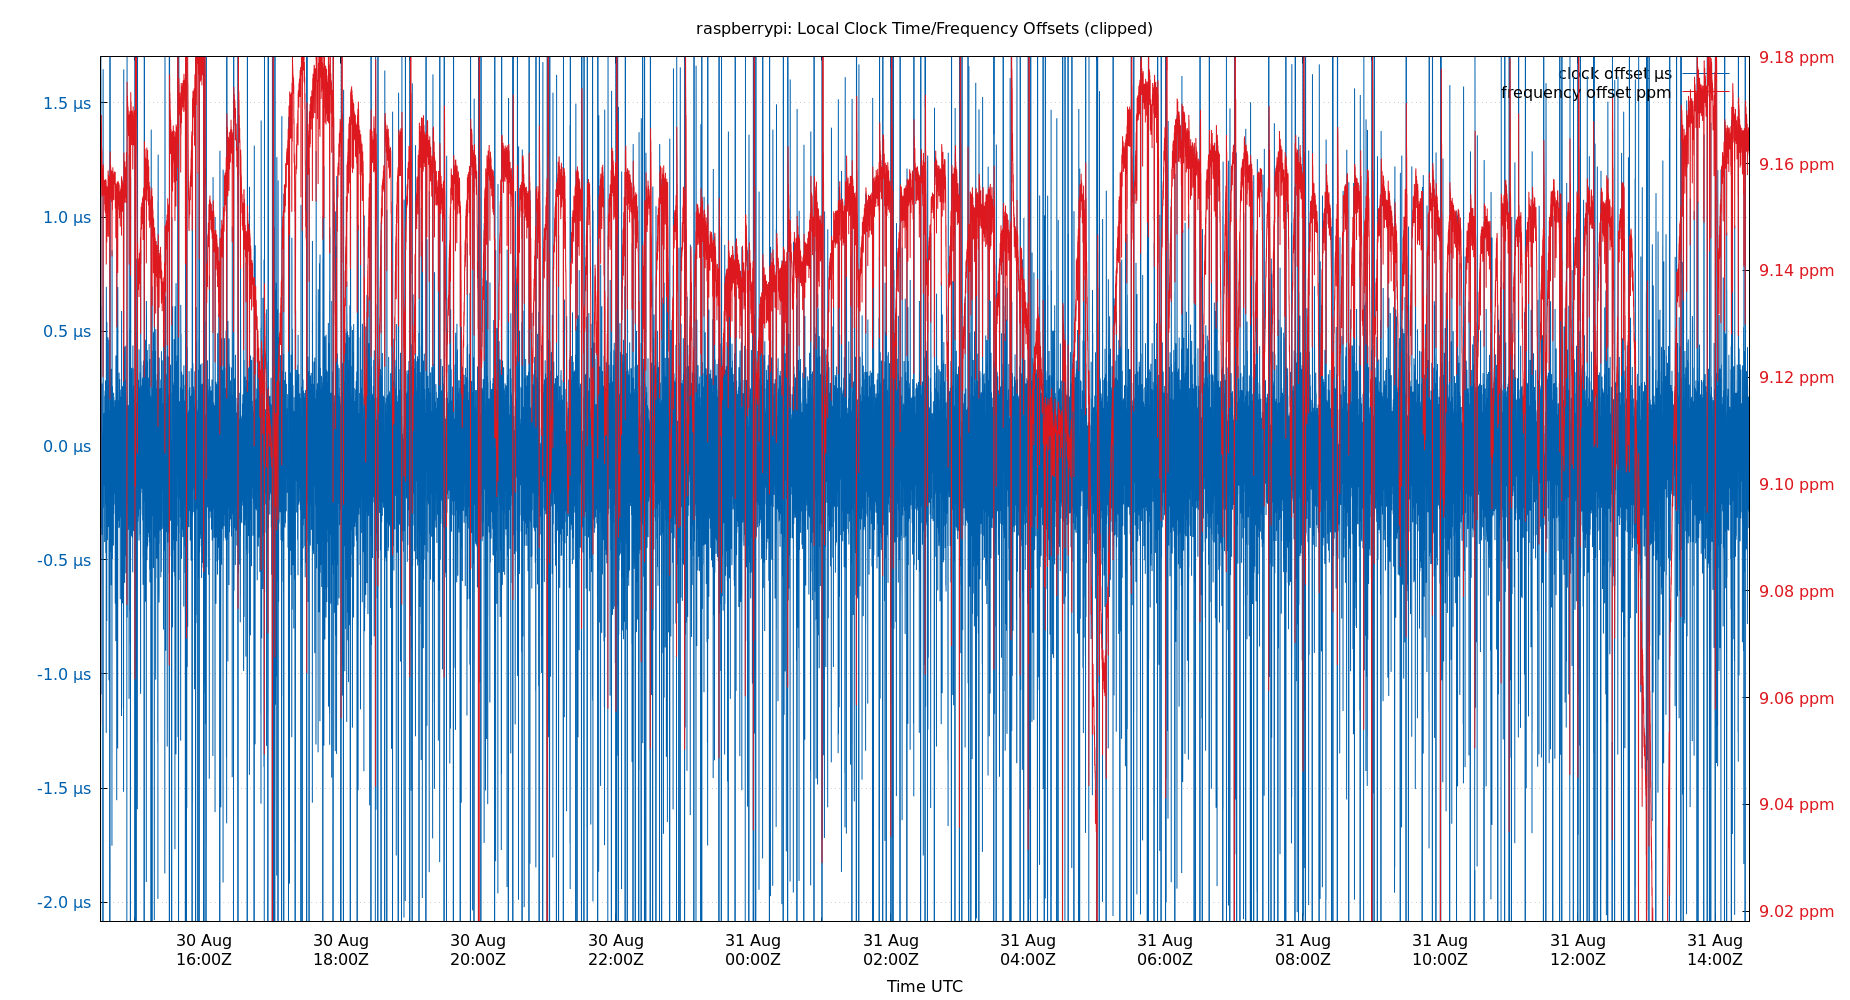 raspberrypi: Local Clock Time/Frequency Offsets (clipped)
clock offset µs
frequency offset ppm
1.5 µs
1.0 µs
0.5 µs
0.0 µs
-0.5 µs
-1.0 µs
-1.5 µs
-2.0 µs
9.18 ppm
9.16 ppm
9.14 ppm
9.12 ppm
9.10 ppm
9.08 ppm
9.06 ppm
9.04 ppm
9.02 ppm
30 Aug 30 Aug 30 Aug 30 Aug 31 Aug 31 Aug 31 Aug 31 Aug 31 Aug 31 Aug 31 Aug 31 Aug
16:00Z 18:00Z 20:00Z 22:00Z 00:00Z 02:00Z 04:00Z 06:00Z 08:00Z 10:00Z 12:00Z 14:00Z
Time UTC